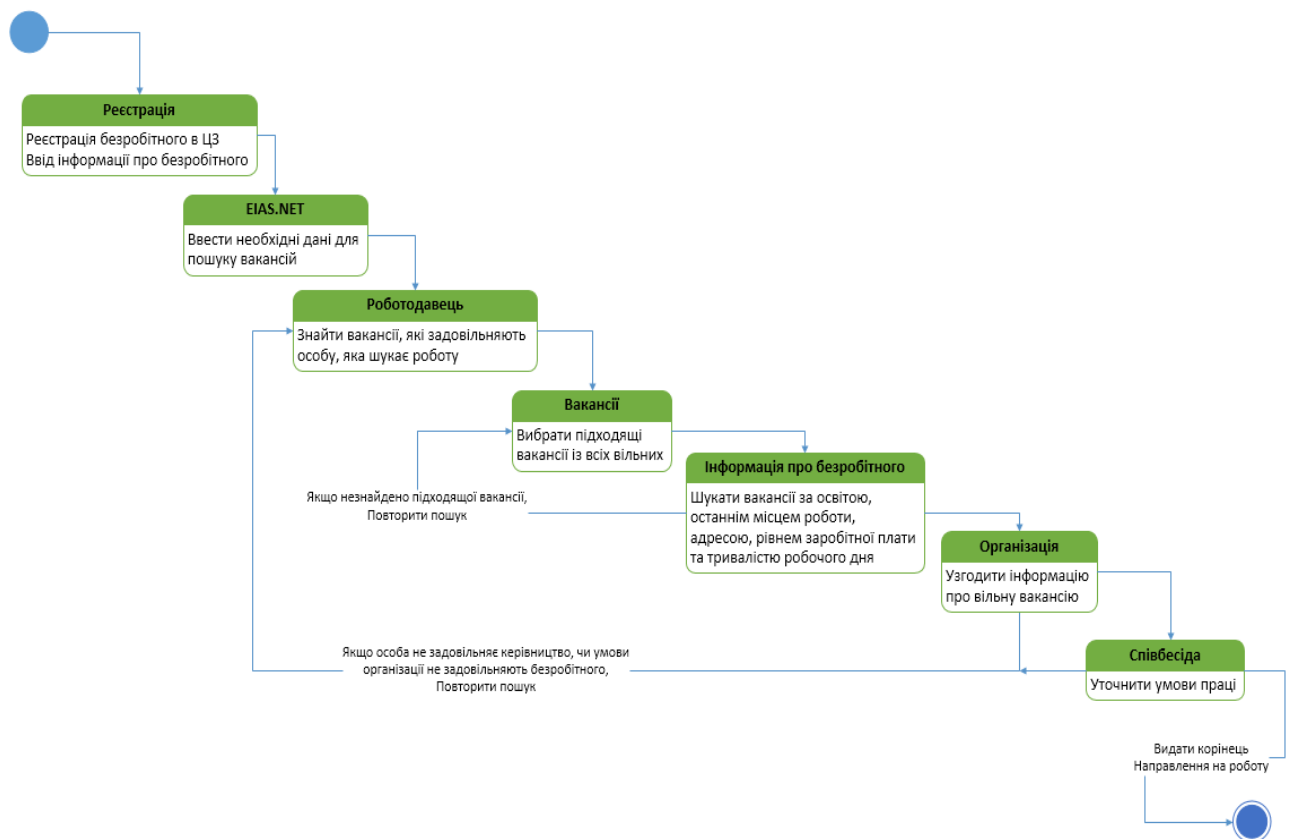 Реєстрація
Реєстрація безробітного в ЦЗ
Ввід інформації про безробітного
EIAS.NET
Ввести необхідні дані для
пошуку вакансій
Роботодавець
Знайти вакансії, які задовільняють
особу, яка шукає роботу
Вакансії
Вибрати підходящі
вакансії із всіх вільних
Інформація про безробітного
Шукати вакансії за освітою,
останнім місцем роботи,
адресою, рівнем заробітної плати
та тривалістю робочого дня
Якщо незнайдено підходящої вакансії,
Повторити пошук
Організація
Узгодити інформацію
про вільну вакансію
Якщо особа не задовільняє керівництво, чи умови
організації не задовільняють безробітного,
Повторити пошук
Співбесіда
Уточнити умови праці
Видати корінець
Направлення на роботу